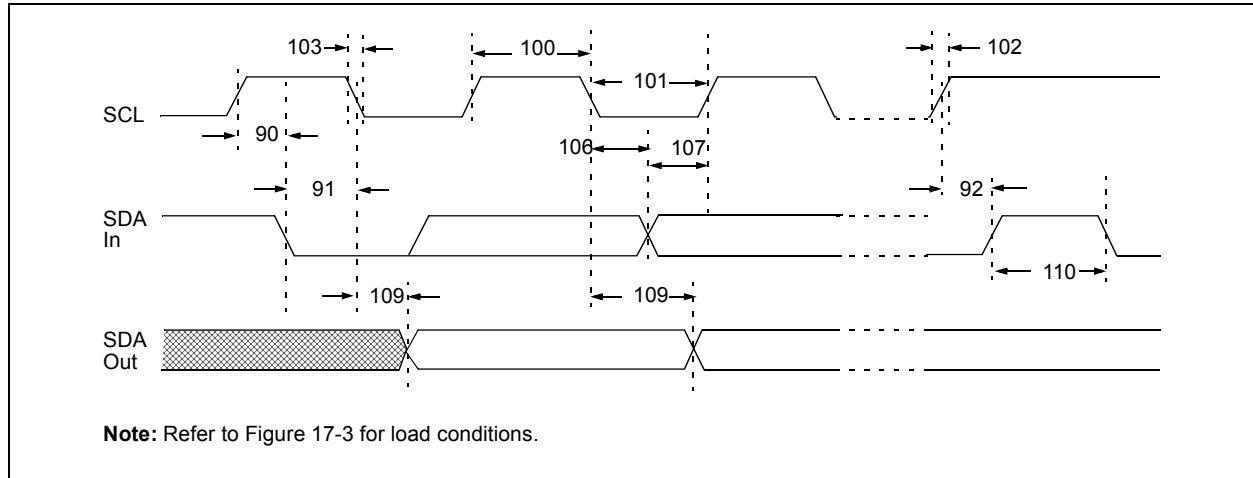 103
100
102
101
SCL
90
106
107
91
92
SDA
In
110
109
109
SDA
Out
Note: Refer to Figure 17-3 for load conditions.